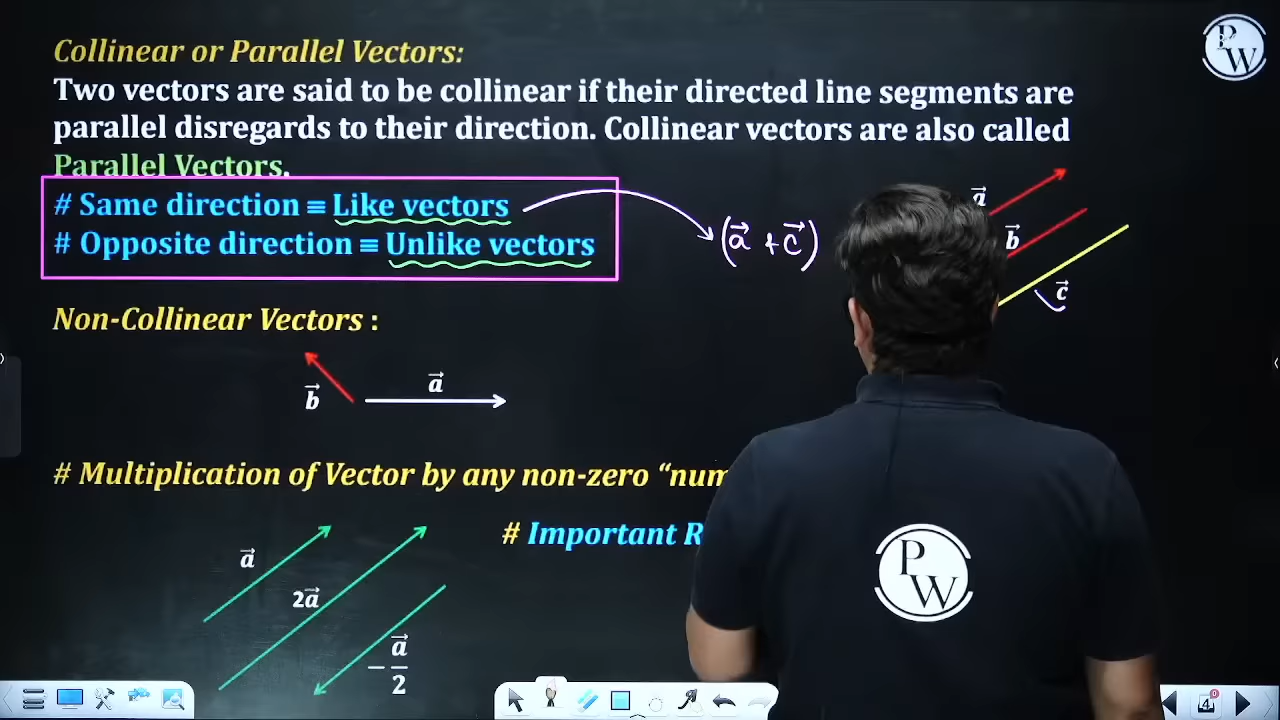 Collinear or Parallel Vectors:
Two vectors are said to be collinear if their directed line segments are
parallel disregards to their direction. Collinear vectors are also called
Parallel Vectors.
# Same direction ≡ Like vectors
# Opposite direction ≡ Unlike vectors
(a⃗ + c⃗)
a⃗
b⃗
c⃗
Non-Collinear Vectors :
b⃗
a⃗
# Multiplication of Vector by any non-zero “num
# Important R
a⃗
2a⃗
−a⃗/2
PW
PW
4
0